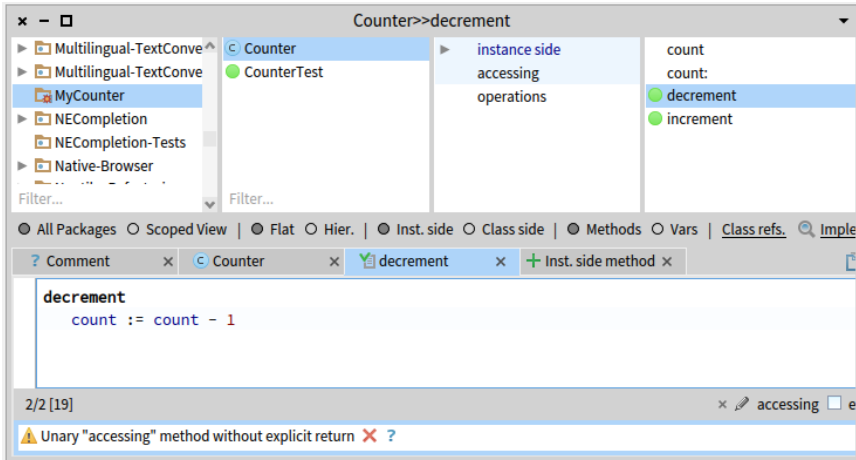 Counter>>decrement
Multilingual-TextConve
Multilingual-TextConve
MyCounter
NECompletion
NECompletion-Tests
Native-Browser
Filter...
Counter
CounterTest
Filter...
instance side
accessing
operations
count
count:
decrement
increment
All Packages Scoped View | Flat Hier. | Inst. side Class side | Methods Vars | Class refs. Imple
? Comment × C Counter × decrement × + Inst. side method ×
decrement
count := count - 1
2/2 [19] × accessing e
Unary "accessing" method without explicit return ?